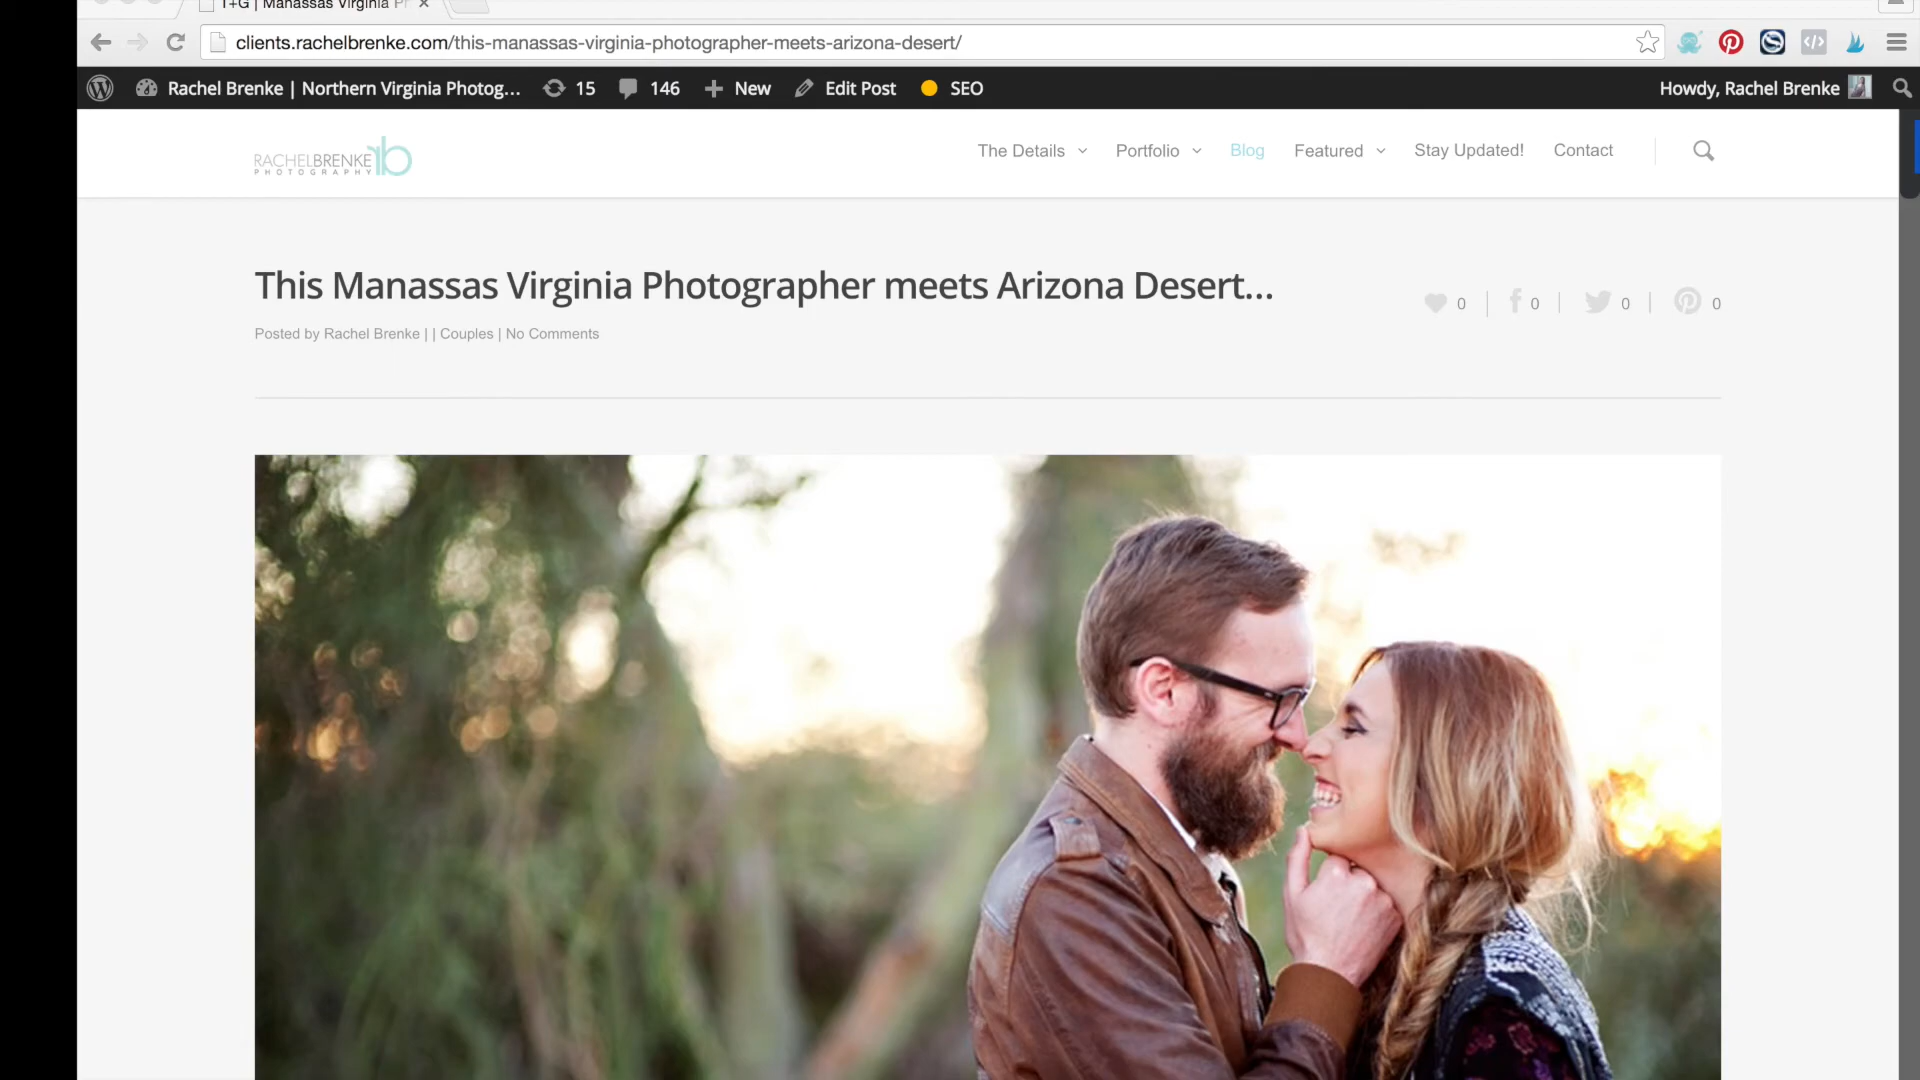 T+G | Manassas Virginia Pr
clients.rachelbrenke.com/this-manassas-virginia-photographer-meets-arizona-desert/
Rachel Brenke | Northern Virginia Photog... 15 146 New Edit Post SEO Howdy, Rachel Brenke
RACHELBRENKE rb
PHOTOGRAPHY
The Details Portfolio Blog Featured Stay Updated! Contact
This Manassas Virginia Photographer meets Arizona Desert...
0 | 0 | 0 | 0
Posted by Rachel Brenke | | Couples | No Comments